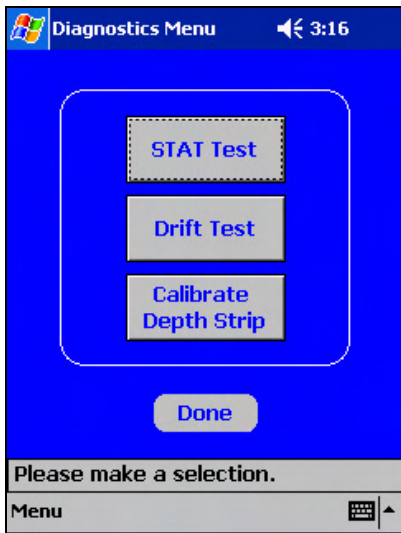 Diagnostics Menu 3:16
STAT Test
Drift Test
Calibrate
Depth Strip
Done
Please make a selection.
Menu